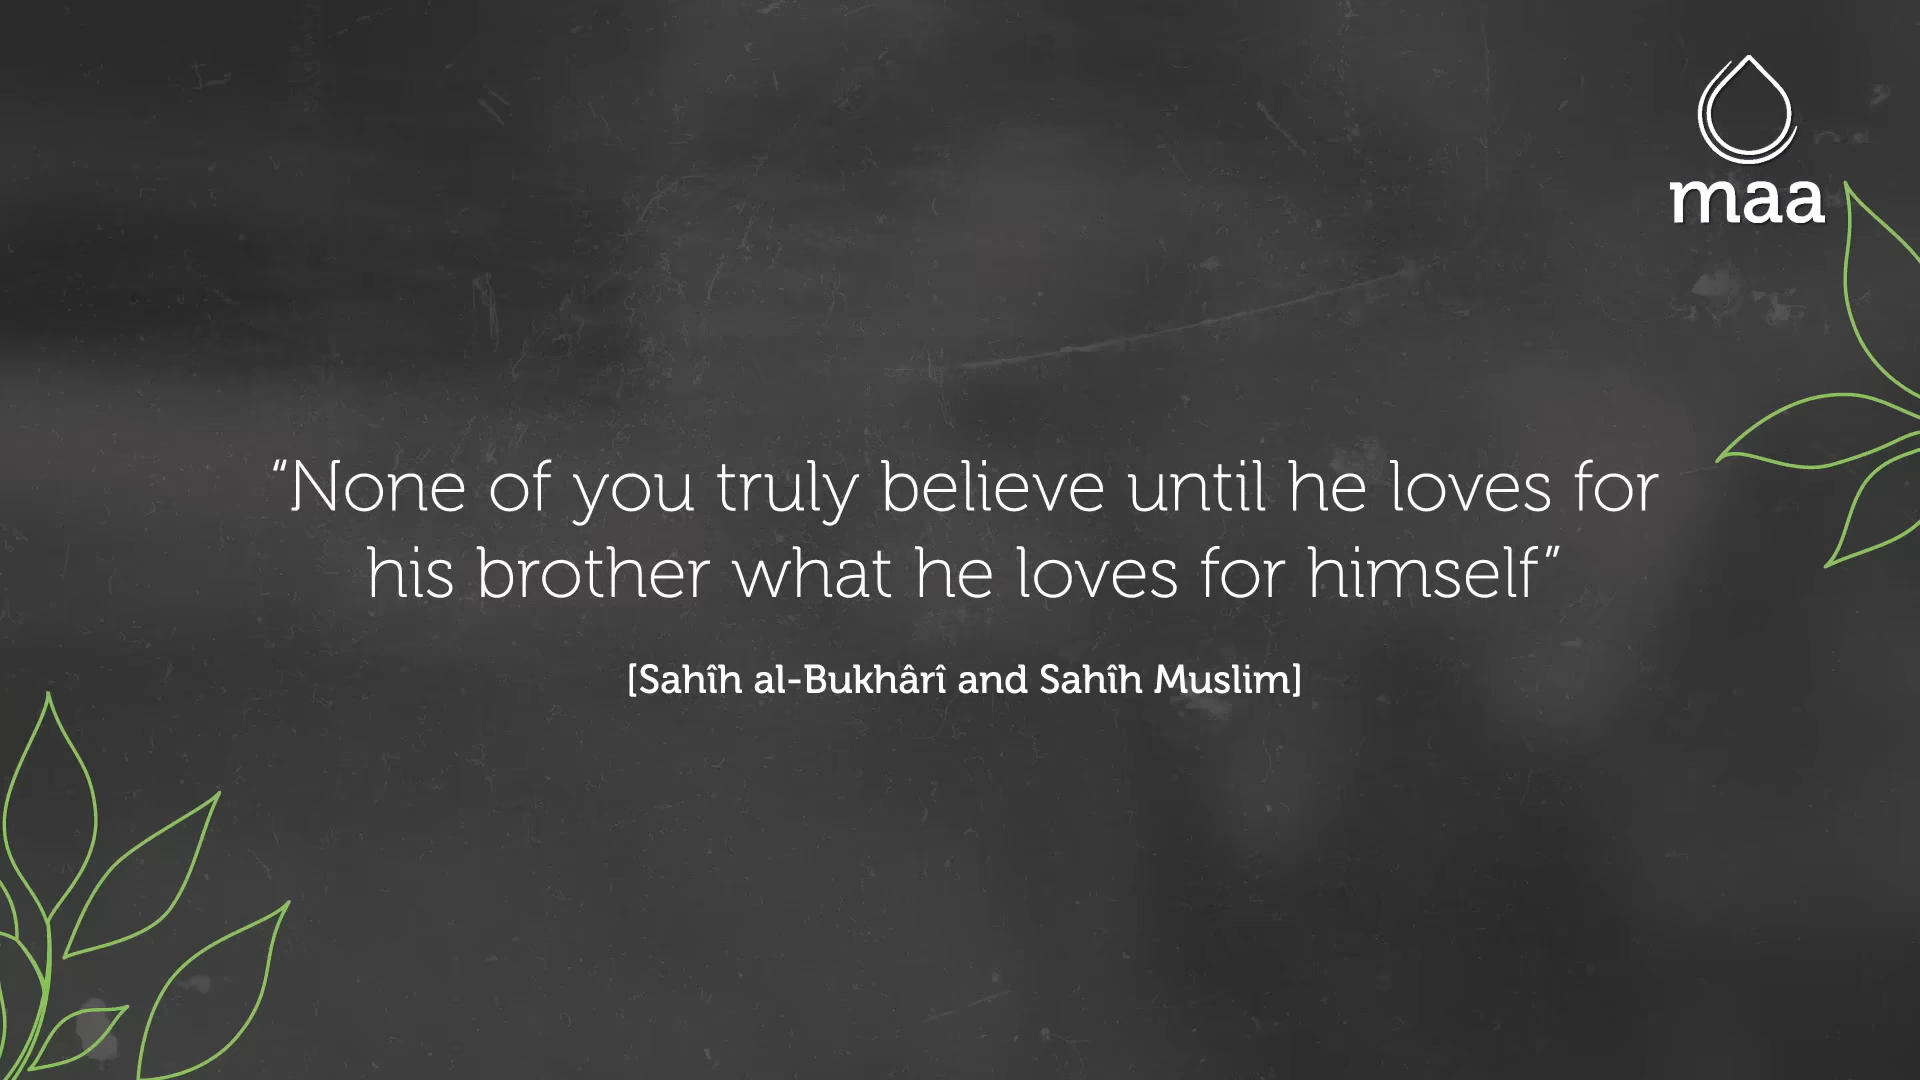 maa
“None of you truly believe until he loves for
his brother what he loves for himself”
[Sahîh al-Bukhârî and Sahîh Muslim]